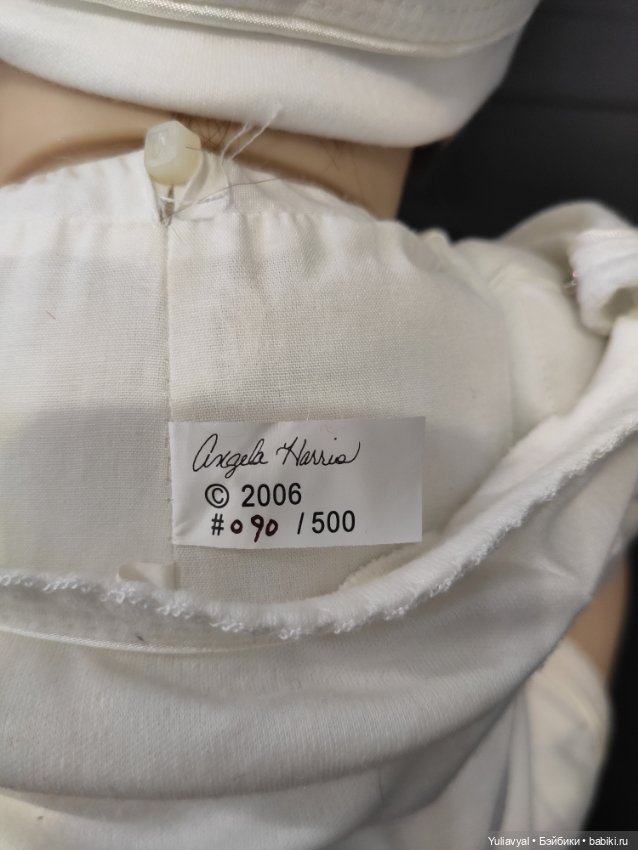 Angela Harris
© 2006
#090 /500
Yuliavyal • Бэйбики • babiki.ru